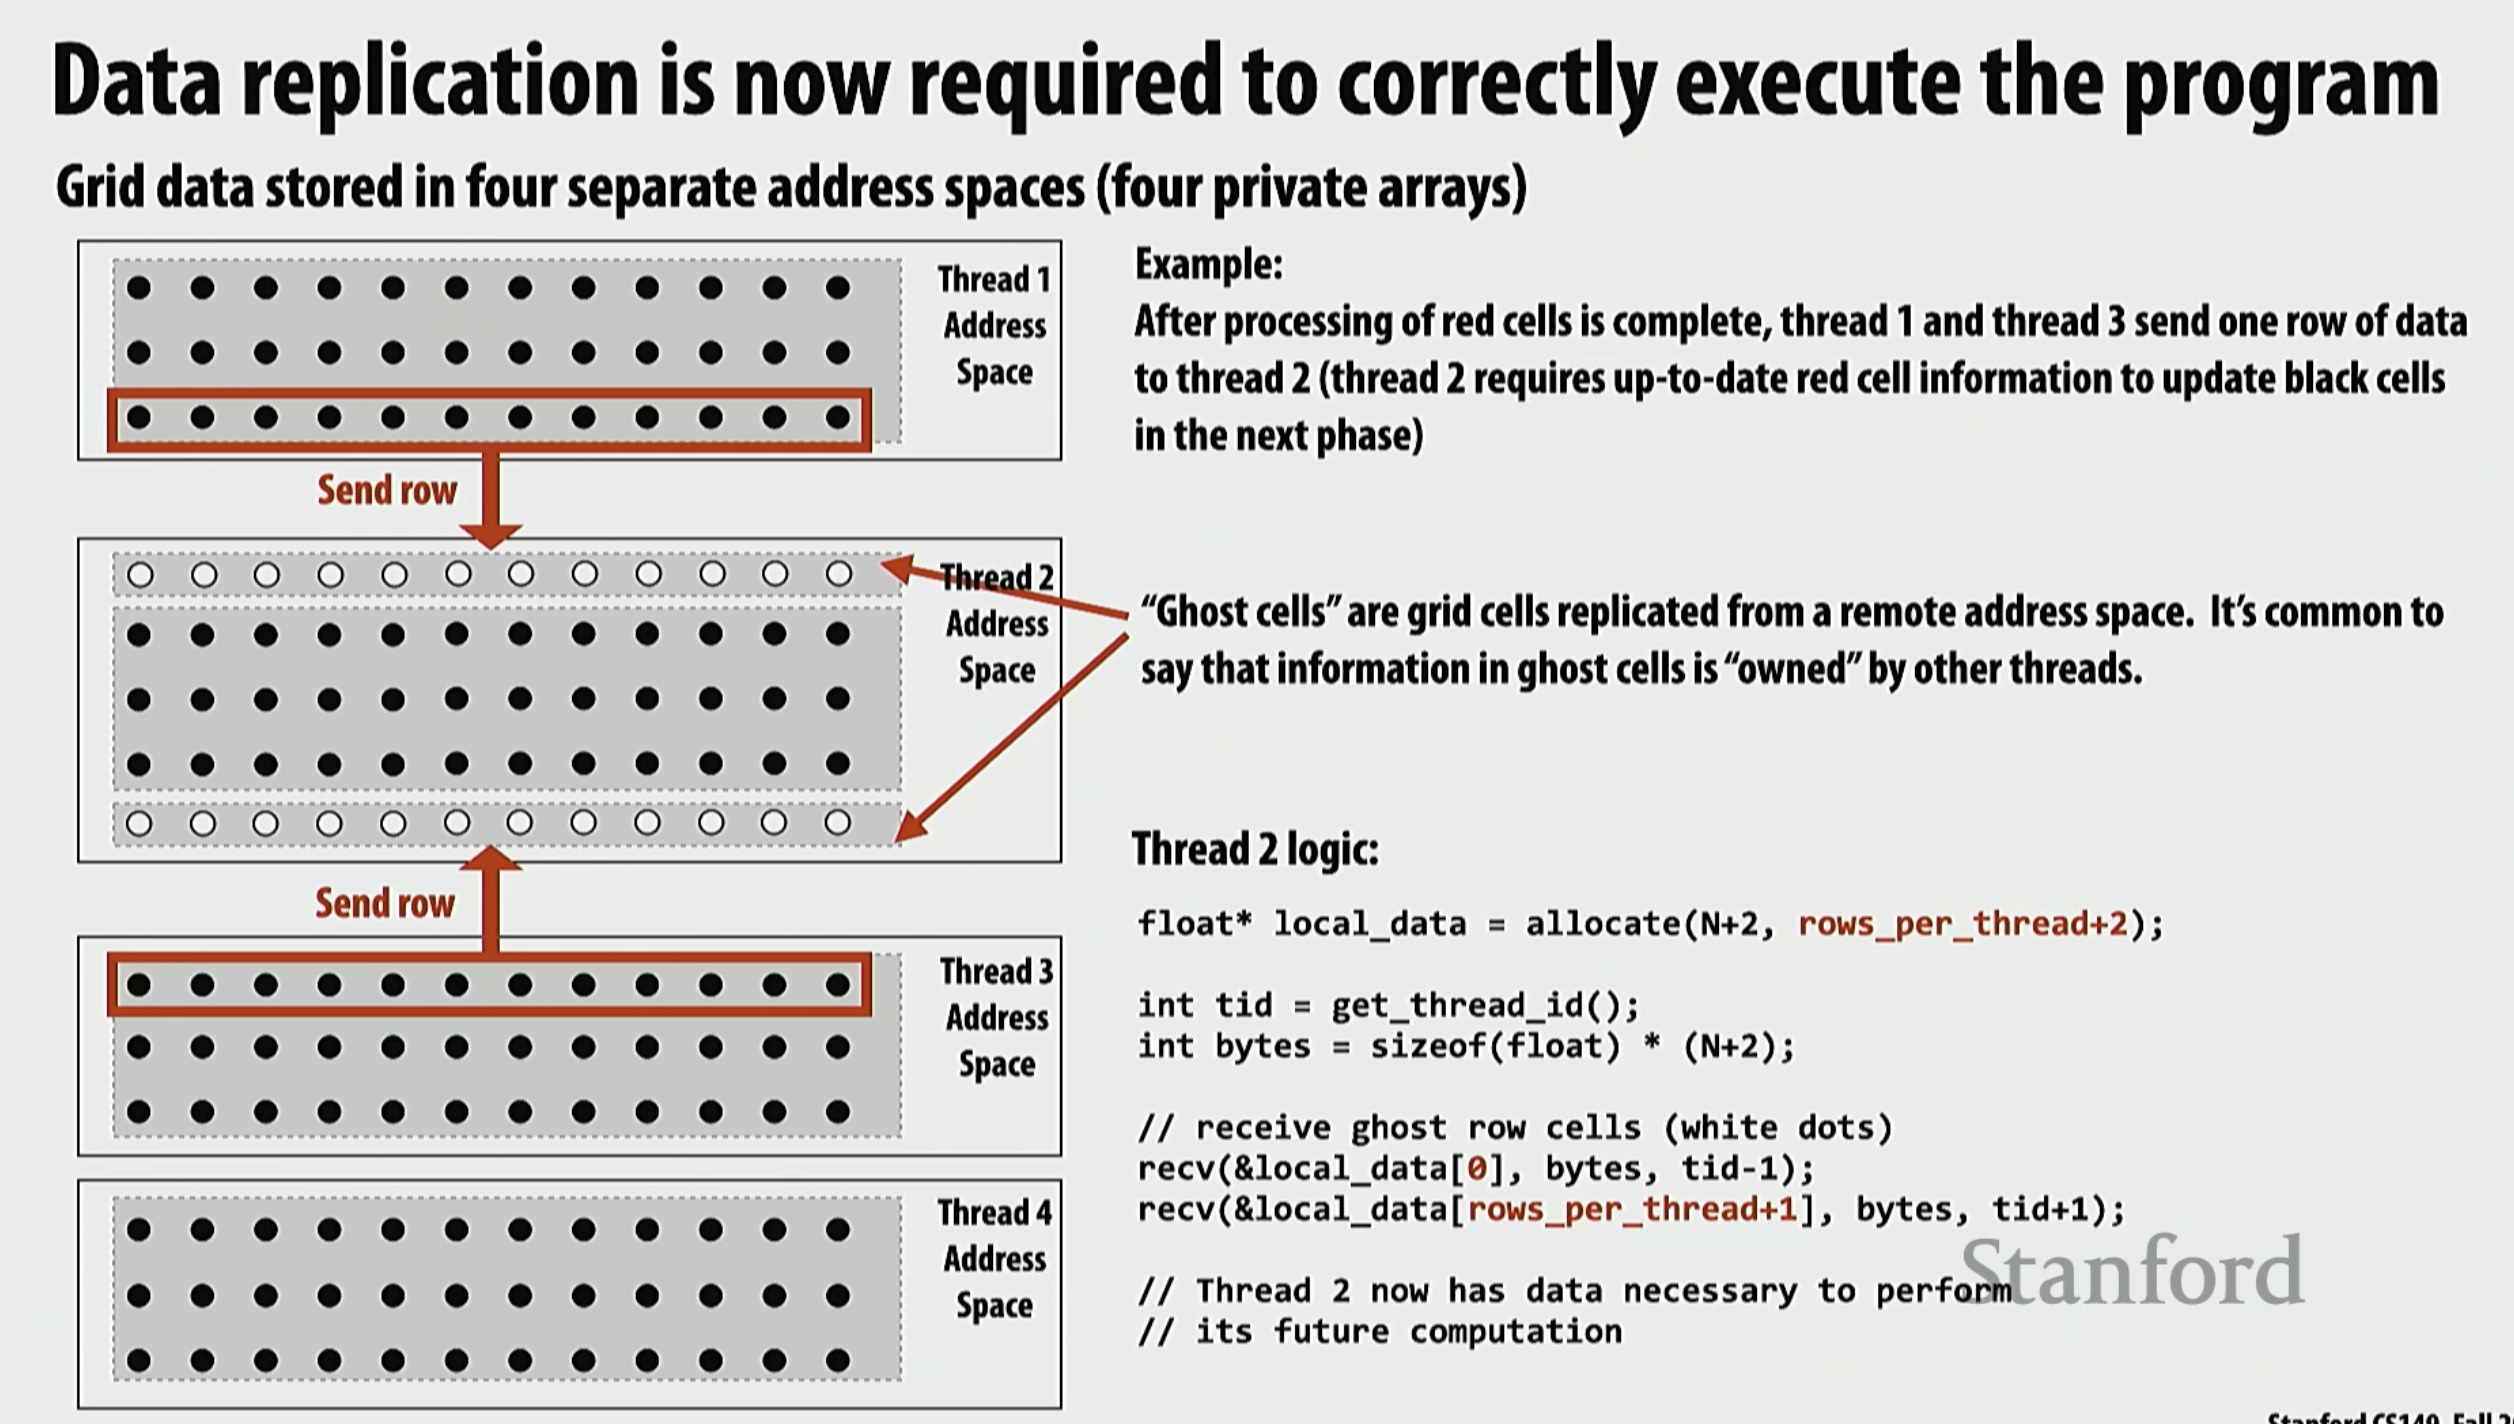 Data replication is now required to correctly execute the program
Grid data stored in four separate address spaces (four private arrays)
Thread 1
Address
Space
Send row
Thread 2
Address
Space
Send row
Thread 3
Address
Space
Thread 4
Address
Space
Example:
After processing of red cells is complete, thread 1 and thread 3 send one row of data
to thread 2 (thread 2 requires up-to-date red cell information to update black cells
in the next phase)
“Ghost cells” are grid cells replicated from a remote address space.  It’s common to
say that information in ghost cells is “owned” by other threads.
Thread 2 logic:
float* local_data = allocate(N+2, rows_per_thread+2);
int tid = get_thread_id();
int bytes = sizeof(float) * (N+2);
// receive ghost row cells (white dots)
recv(&local_data[0], bytes, tid-1);
recv(&local_data[rows_per_thread+1], bytes, tid+1);
// Thread 2 now has data necessary to perform
// its future computation
Stanford
Stanford CS149, Fall